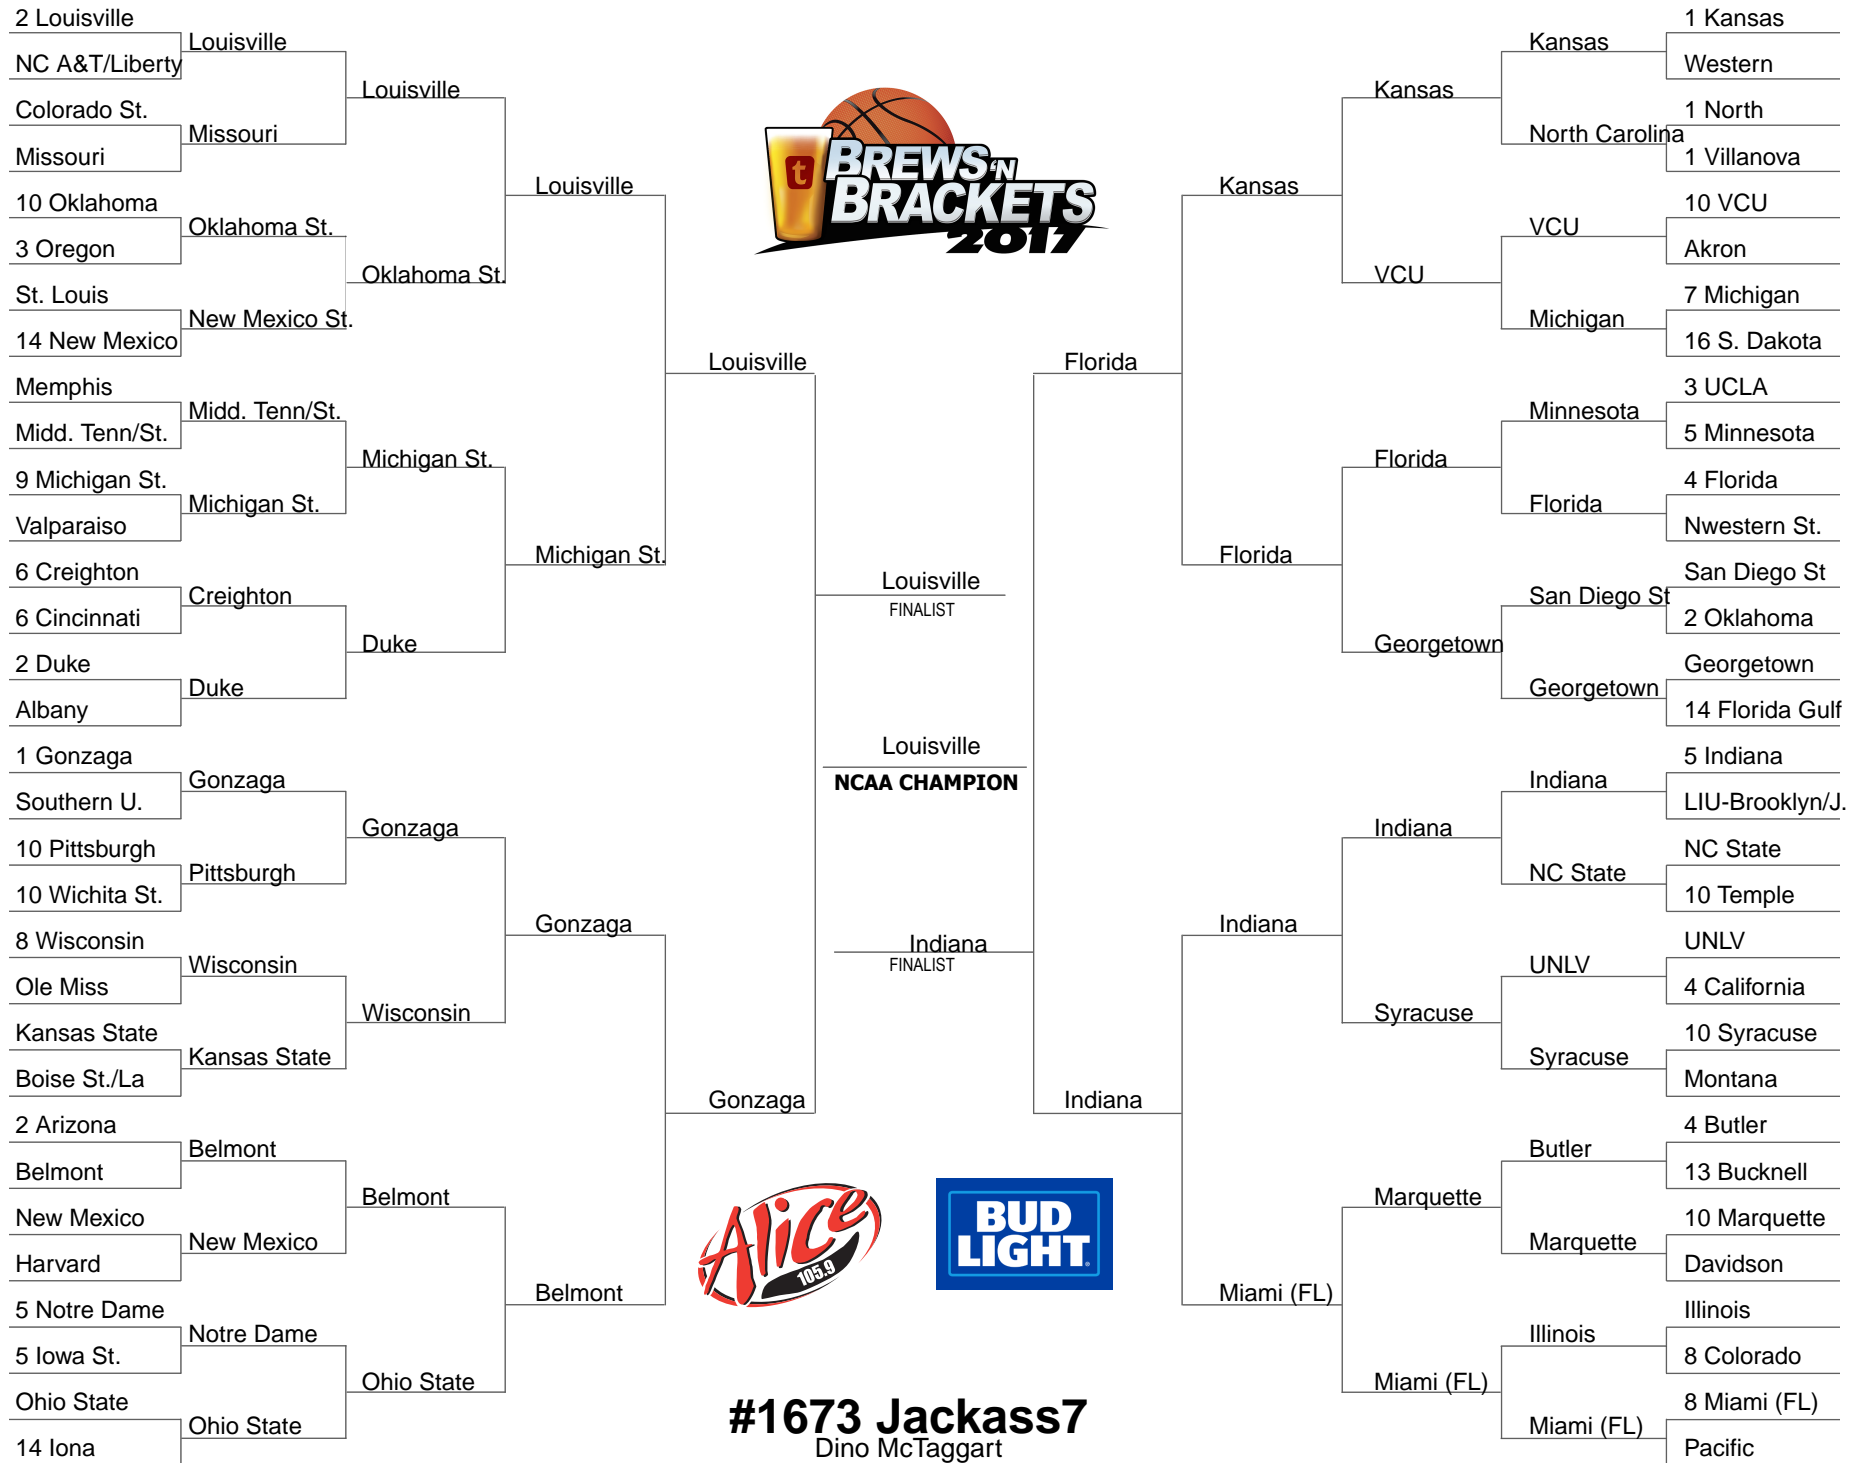 2 Louisville
NC A&T/Liberty
Colorado St.
Missouri
10 Oklahoma
3 Oregon
St. Louis
14 New Mexico
Memphis
Midd. Tenn/St.
9 Michigan St.
Valparaiso
6 Creighton
6 Cincinnati
2 Duke
Albany
1 Gonzaga
Southern U.
10 Pittsburgh
10 Wichita St.
8 Wisconsin
Ole Miss
Kansas State
Boise St./La
2 Arizona
Belmont
New Mexico
Harvard
5 Notre Dame
5 Iowa St.
Ohio State
14 Iona
Louisville
Missouri
Oklahoma St.
New Mexico St.
Midd. Tenn/St.
Michigan St.
Creighton
Duke
Gonzaga
Pittsburgh
Wisconsin
Kansas State
Belmont
New Mexico
Notre Dame
Ohio State
Louisville
Oklahoma St.
Michigan St.
Duke
Gonzaga
Wisconsin
Belmont
Ohio State
Louisville
Michigan St.
Gonzaga
Belmont
Louisville
Gonzaga
t
BREWS 'N
BRACKETS
2017
Louisville
FINALIST
Louisville
NCAA CHAMPION
Indiana
FINALIST
Alice
105.9
BUD
LIGHT
#1673 Jackass7
Dino McTaggart
Florida
Indiana
Kansas
Florida
Indiana
Miami (FL)
Kansas
VCU
Florida
Georgetown
Indiana
Syracuse
Marquette
Miami (FL)
Kansas
North Carolina
VCU
Michigan
Minnesota
Florida
San Diego St
Georgetown
Indiana
NC State
UNLV
Syracuse
Butler
Marquette
Illinois
Miami (FL)
1 Kansas
Western
1 North
1 Villanova
10 VCU
Akron
7 Michigan
16 S. Dakota
3 UCLA
5 Minnesota
4 Florida
Nwestern St.
San Diego St
2 Oklahoma
Georgetown
14 Florida Gulf
5 Indiana
LIU-Brooklyn/J.
NC State
10 Temple
UNLV
4 California
10 Syracuse
Montana
4 Butler
13 Bucknell
10 Marquette
Davidson
Illinois
8 Colorado
8 Miami (FL)
Pacific